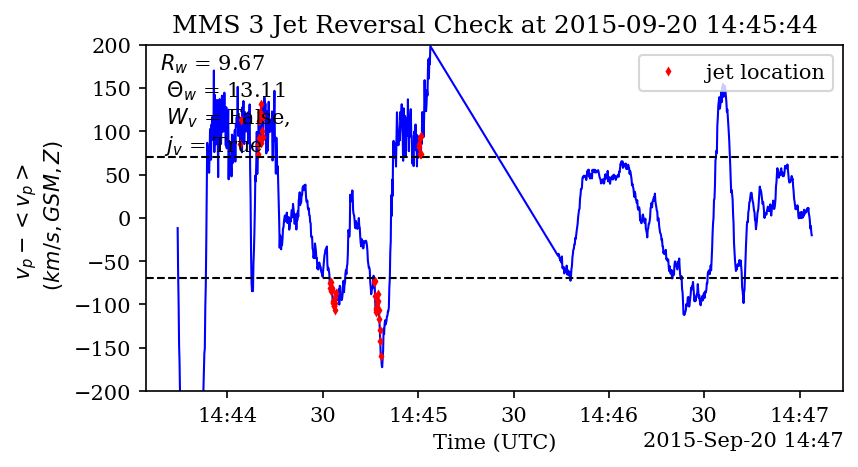 MMS 3 Jet Reversal Check at 2015-09-20 14:45:44
R_w = 9.67
Θ_w = 13.11
W_v = False,
j_v = True
jet location
v_p − < v_p >
(km/s, GSM, Z)
200
150
100
50
0
−50
−100
−150
−200
14:44
30
14:45
30
14:46
30
14:47
Time (UTC)
2015-Sep-20 14:47